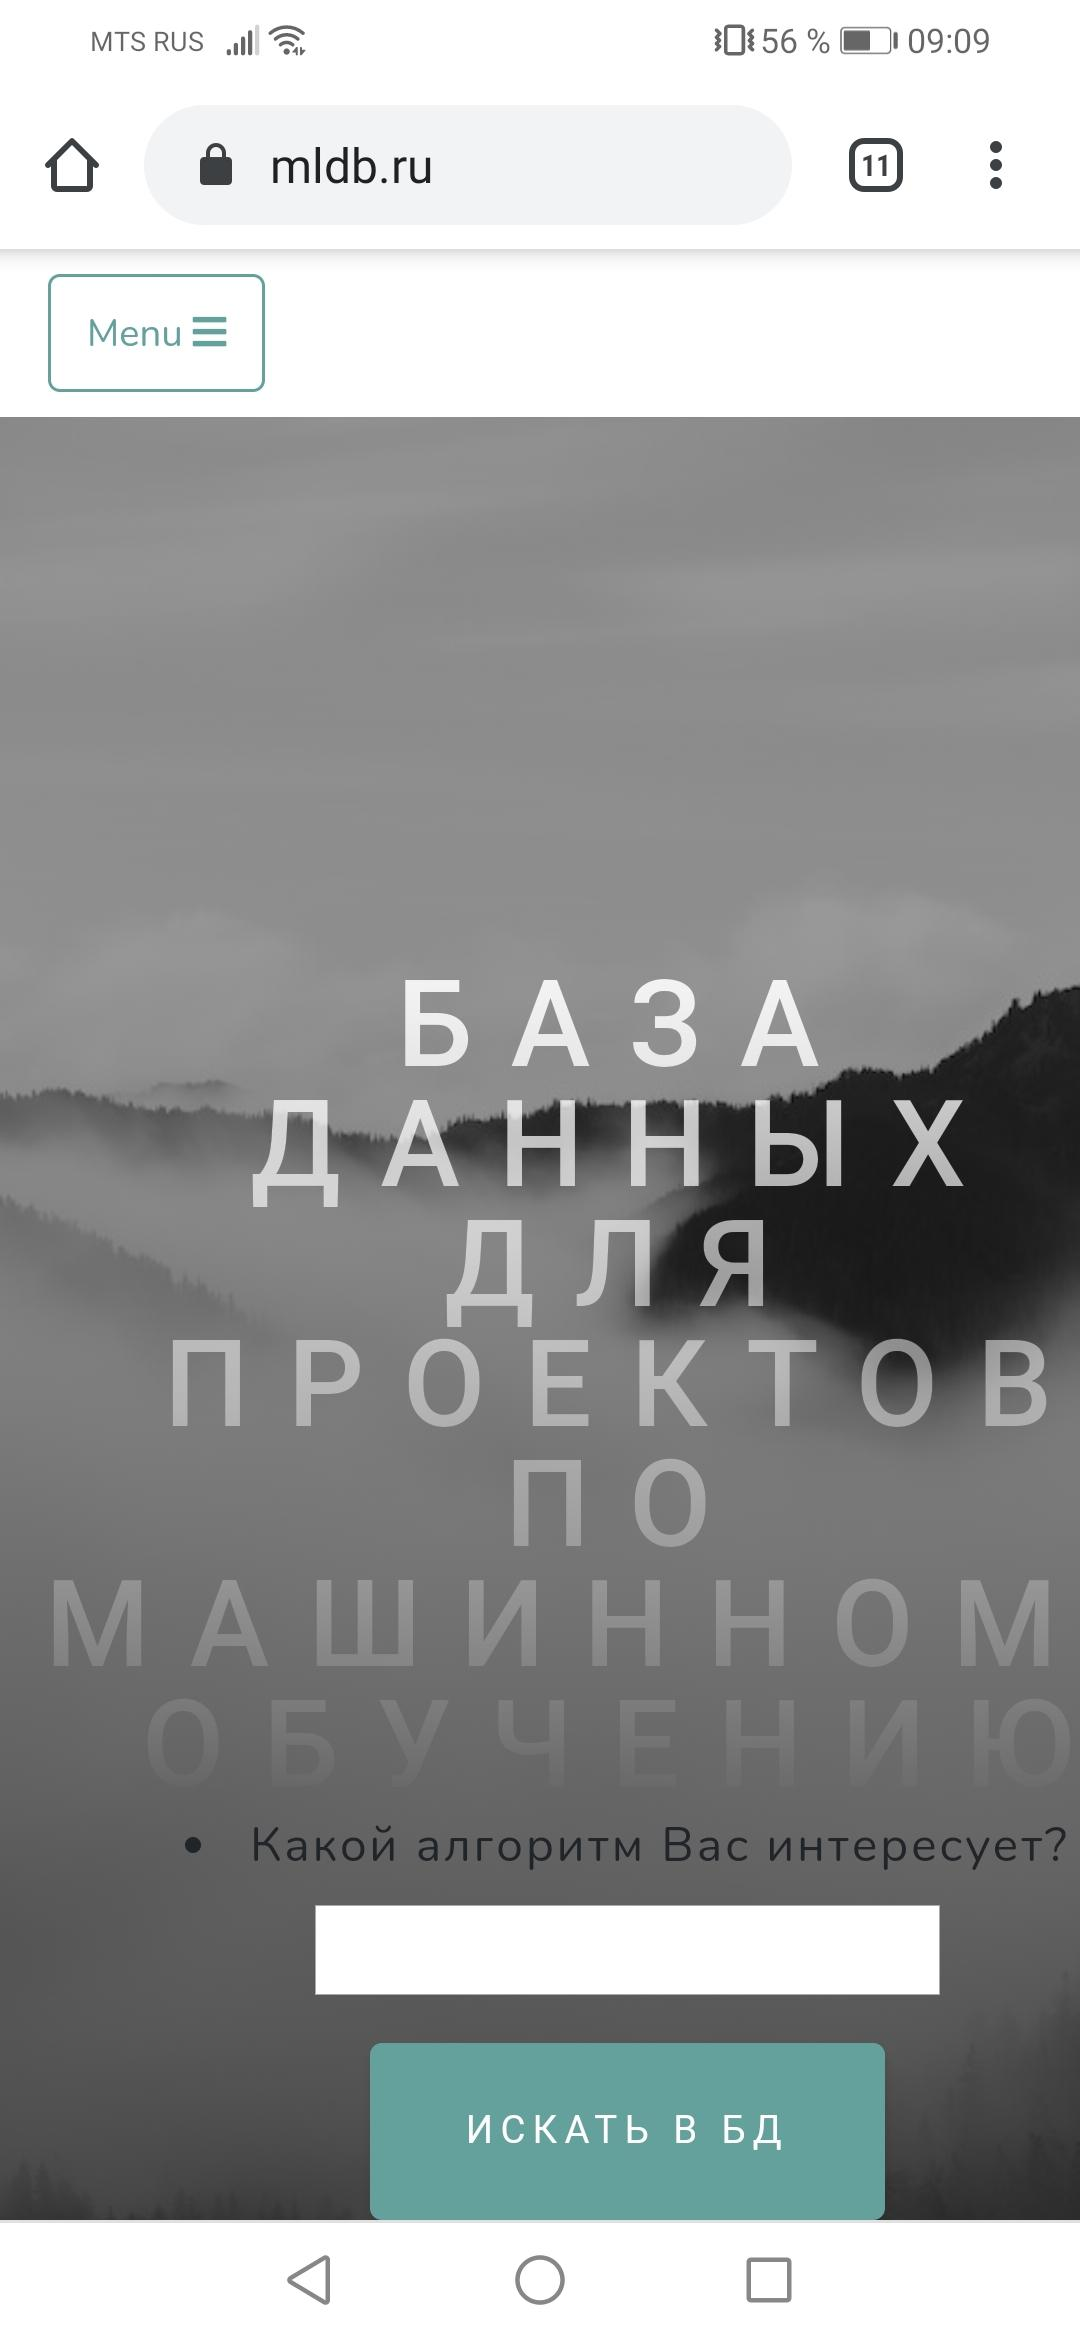 MTS RUS 56 % 09:09
mldb.ru 11
Menu
БАЗА
ДАННЫХ
ДЛЯ
ПРОЕКТОВ
ПО
МАШИННОМ
ОБУЧЕНИЮ
• Какой алгоритм Вас интересует?
ИСКАТЬ В БД